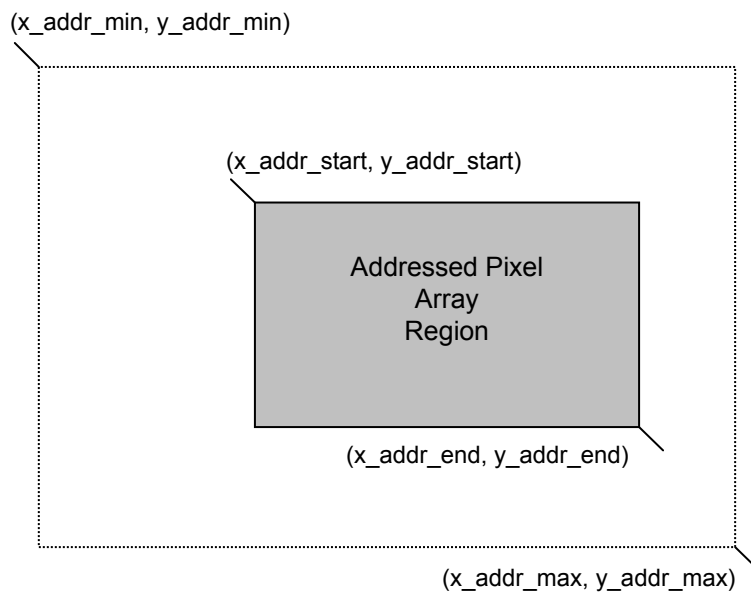 (x_addr_min, y_addr_min)
(x_addr_start, y_addr_start)
Addressed Pixel
Array
Region
(x_addr_end, y_addr_end)
(x_addr_max, y_addr_max)